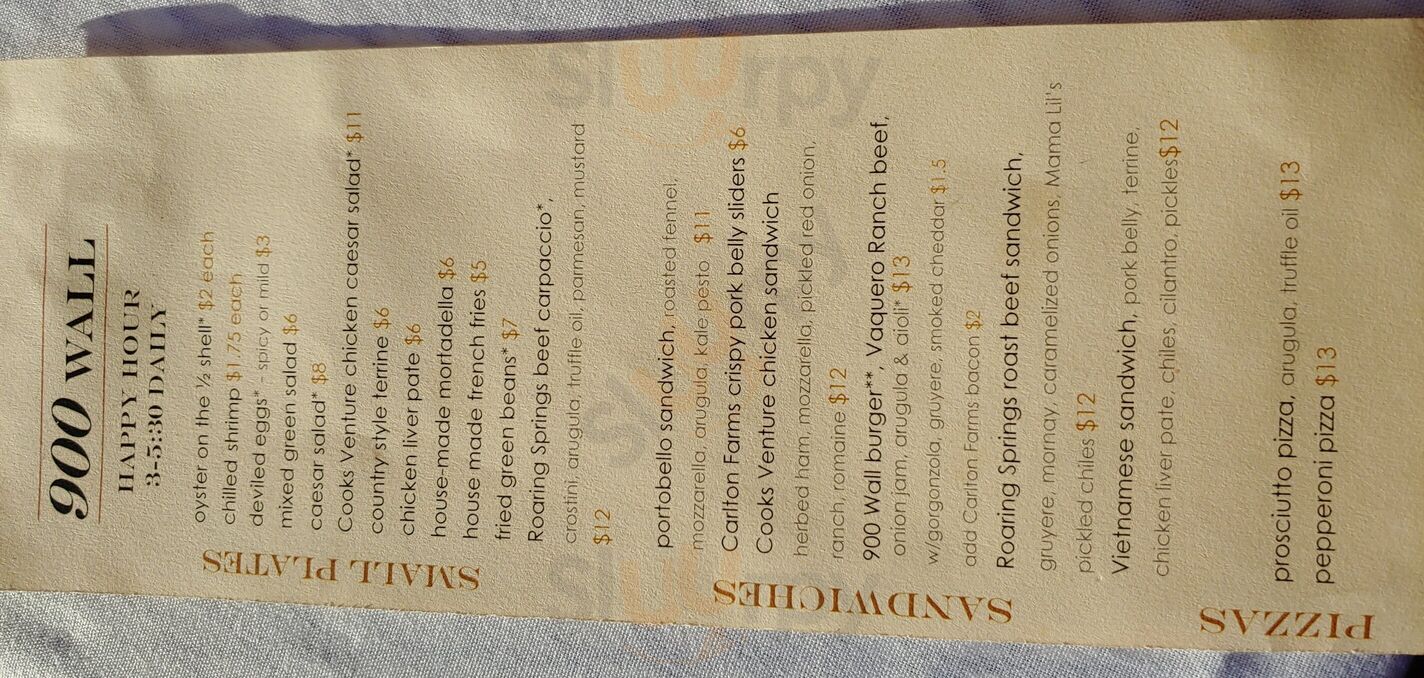 900 WALL
HAPPY HOUR
3-5:30 DAILY
SMALL PLATES
oyster on the ½ shell* $2 each
chilled shrimp $1.75 each
deviled eggs* - spicy or mild $3
mixed green salad $6
caesar salad* $8
Cooks Venture chicken caesar salad* $11
country style terrine $6
chicken liver pate $6
house-made mortadella $6
house made french fries $5
fried green beans* $7
Roaring Springs beef carpaccio*,
crostini, arugula, truffle oil, parmesan, mustard
$12
SANDWICHES
portobello sandwich, roasted fennel,
mozzarella, arugula, kale pesto $11
Carlton Farms crispy pork belly sliders $6
Cooks Venture chicken sandwich
herbed ham, mozzarella, pickled red onion,
ranch, romaine $12
900 Wall burger**, Vaquero Ranch beef,
onion jam, arugula & aioli* $13
w/gorgonzola, gruyere, smoked cheddar $1.5
add Carlton Farms bacon $2
Roaring Springs roast beef sandwich,
gruyere, mornay, caramelized onions, Mama Lil's
pickled chiles $12
Vietnamese sandwich, pork belly, terrine,
chicken liver pate, chiles, cilantro, pickles$12
PIZZAS
prosciutto pizza, arugula, truffle oil $13
pepperoni pizza $13
slurpy
slurpy
slurpy